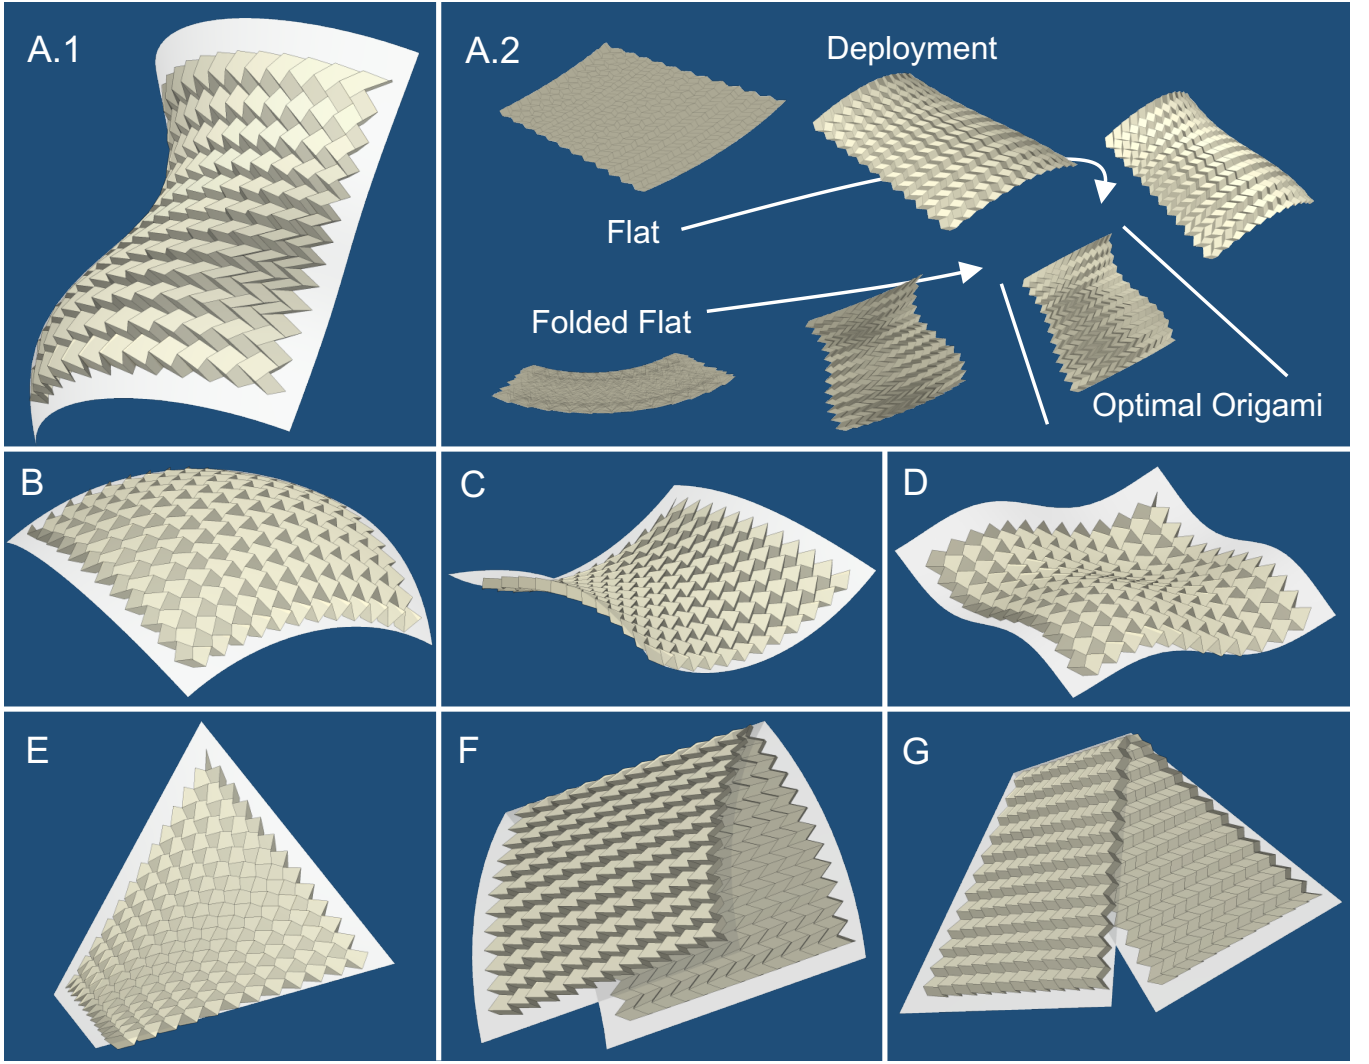 A.1
A.2
Deployment
Flat
Folded Flat
Optimal Origami
B
C
D
E
F
G